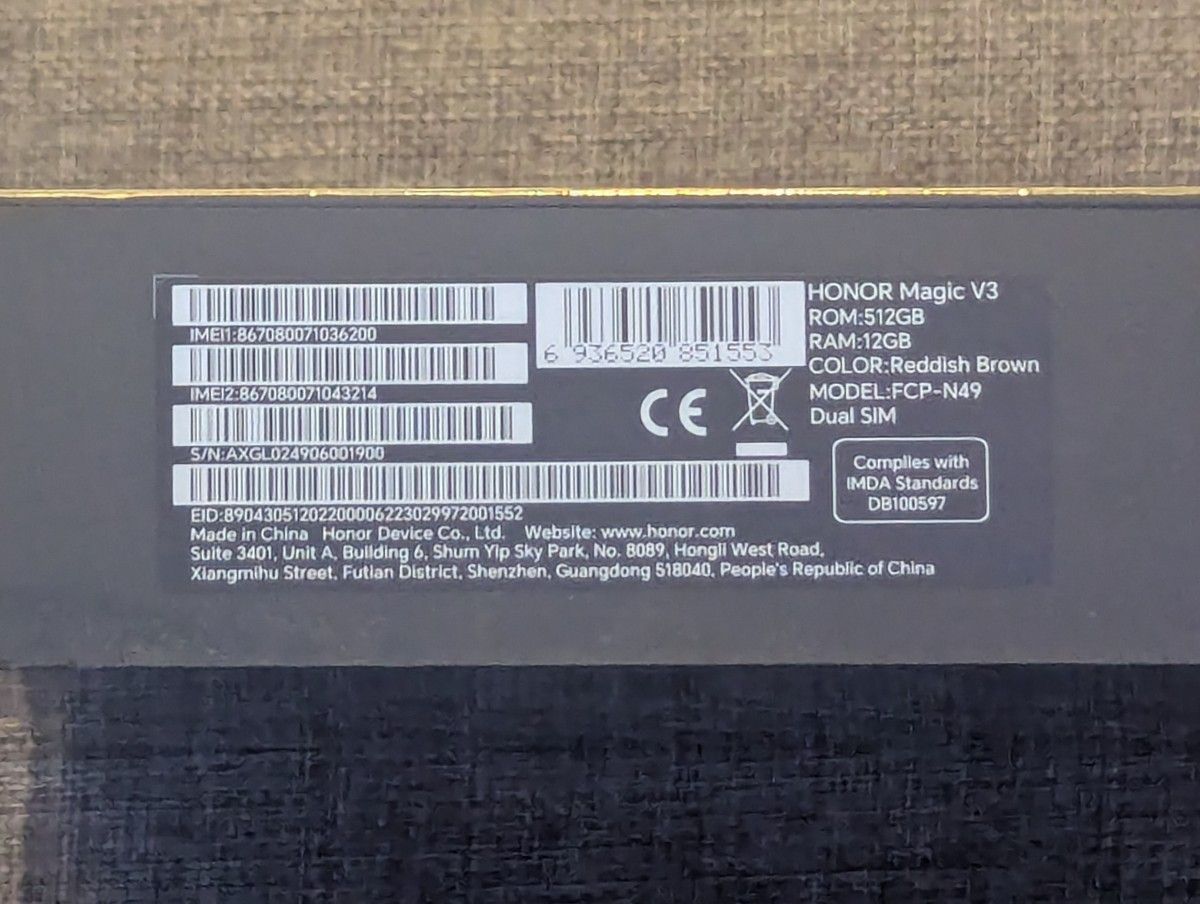 IMEI1:867080071036200
IMEI2:867080071043214
S/N:AXGL024906001900
EID:89043051202200006223029972001552
6 936520 851553
HONOR Magic V3
ROM:512GB
RAM:12GB
COLOR:Reddish Brown
MODEL:FCP-N49
Dual SIM
CE
Complies with
IMDA Standards
DB100597
Made in China Honor Device Co., Ltd. Website: www.honor.com
Suite 3401, Unit A, Building 6, Shum Yip Sky Park, No. 8089, Hongli West Road,
Xiangmihu Street, Futian District, Shenzhen, Guangdong 518040, People's Republic of China